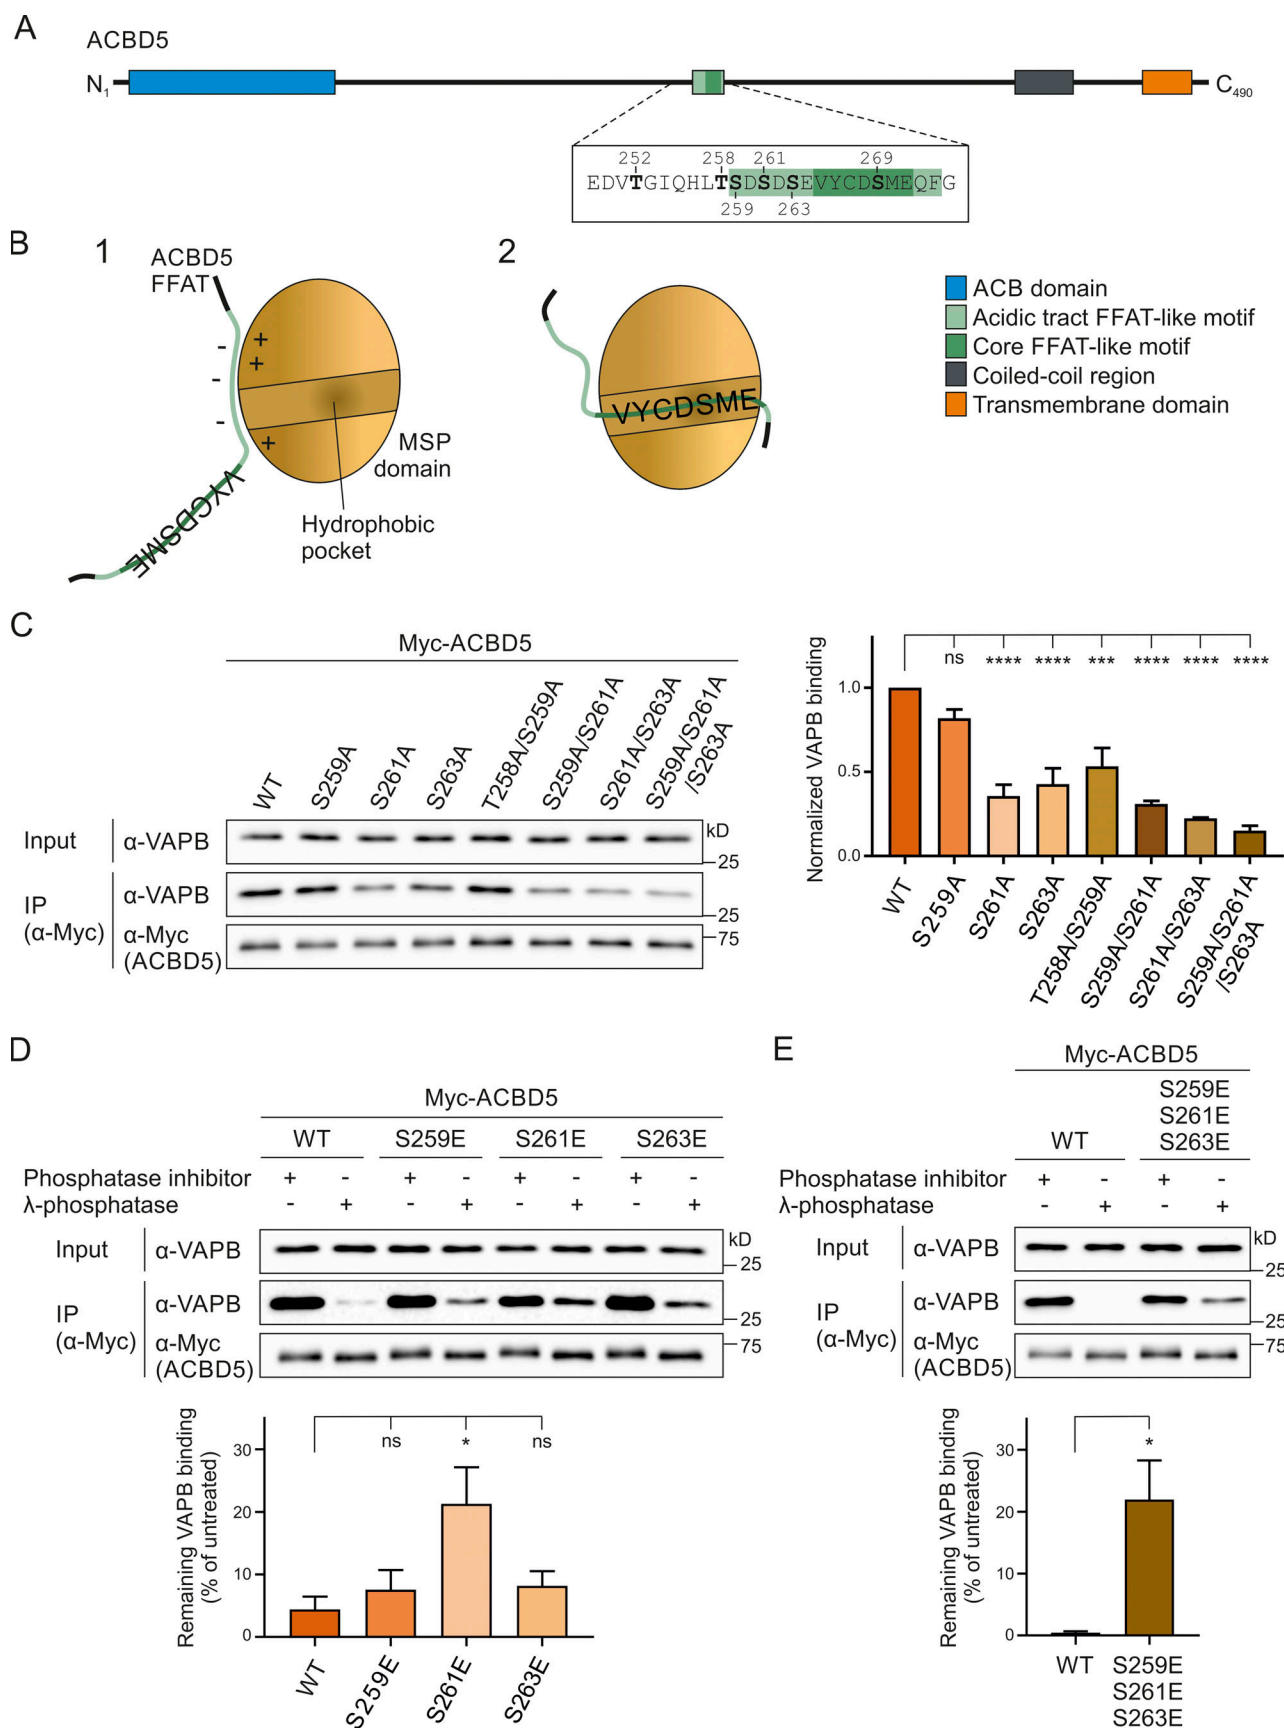 A
ACBD5
N1
C490
252 258 261 269
EDVTGIQHLTSDSDSEVYCDSMEQFG
259 263
B
1
ACBD5
FFAT
- + +
-
- +
VYCDSME
MSP
domain
Hydrophobic
pocket
2
VYCDSME
ACB domain
Acidic tract FFAT-like motif
Core FFAT-like motif
Coiled-coil region
Transmembrane domain
C
Myc-ACBD5
WT
S259A
S261A
S263A
T258A/S259A
S259A/S261A
S261A/S263A
S259A/S261A
/S263A
Input
α-VAPB
kD
25
IP
(α-Myc)
α-VAPB
25
α-Myc
(ACBD5)
75
Normalized VAPB binding
1.0
0.5
0.0
ns **** **** *** **** **** ****
WT
S259A
S261A
S263A
T258A/S259A
S259A/S261A
S261A/S263A
S259A/S261A
/S263A
D
Myc-ACBD5
WT S259E S261E S263E
Phosphatase inhibitor + - + - + - + -
λ-phosphatase - + - + - + - +
Input
α-VAPB
kD
25
IP
(α-Myc)
α-VAPB
25
α-Myc
(ACBD5)
75
Remaining VAPB binding
(% of untreated)
30
20
10
0
ns * ns
WT
S259E
S261E
S263E
E
Myc-ACBD5
WT
S259E
S261E
S263E
Phosphatase inhibitor + - + -
λ-phosphatase - + - +
Input
α-VAPB
kD
25
IP
(α-Myc)
α-VAPB
25
α-Myc
(ACBD5)
75
Remaining VAPB binding
(% of untreated)
30
20
10
0
*
WT
S259E
S261E
S263E